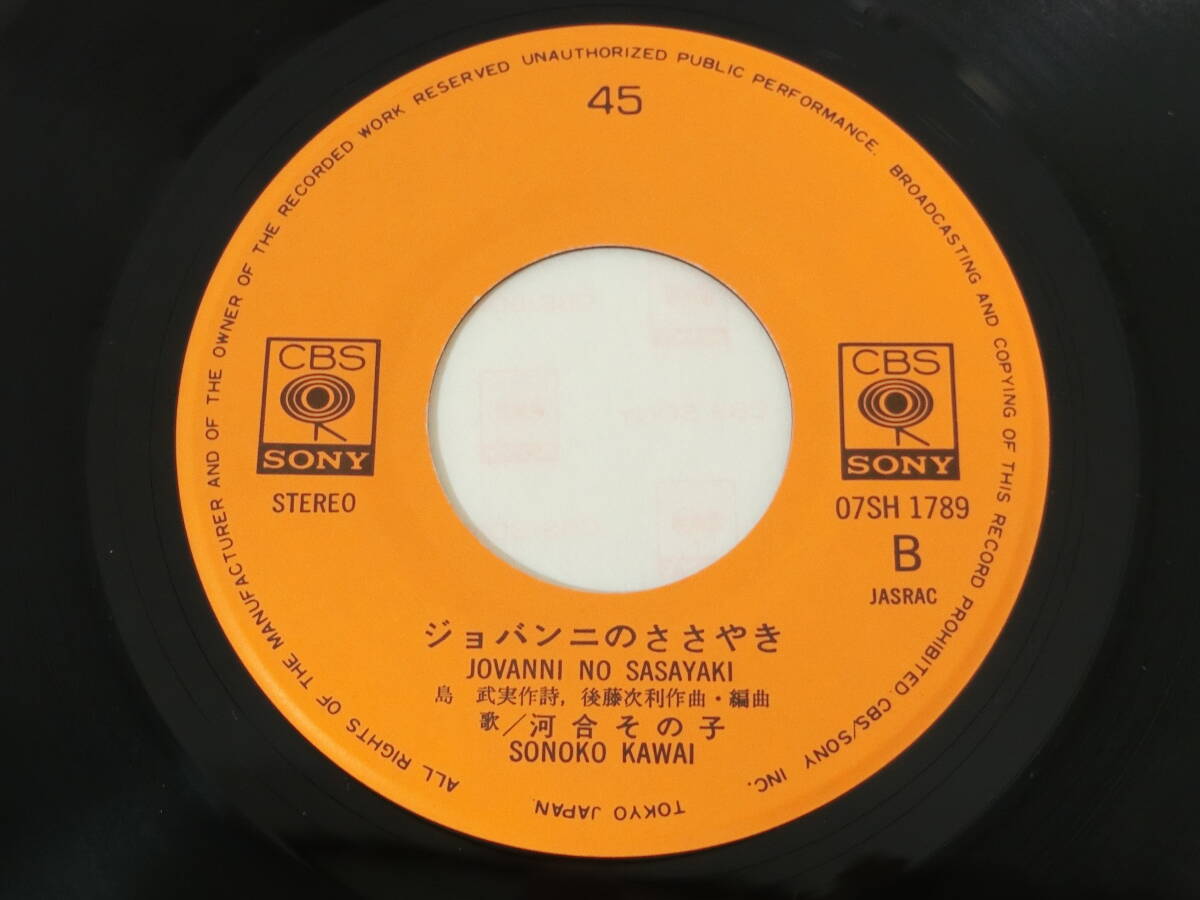 45
ALL RIGHTS OF THE MANUFACTURER AND OF THE OWNER OF THE RECORDED WORK RESERVED UNAUTHORIZED PUBLIC PERFORMANCE. BROADCASTING AND COPYING OF THIS RECORD PROHIBITED. CBS/SONY INC.
TOKYO JAPAN.
CBS
SONY
STEREO
CBS
SONY
07SH 1789
B
JASRAC
ジョバンニのささやき
JOVANNI NO SASAYAKI
島 武実作詩, 後藤次利作曲・編曲
歌/河合その子
SONOKO KAWAI